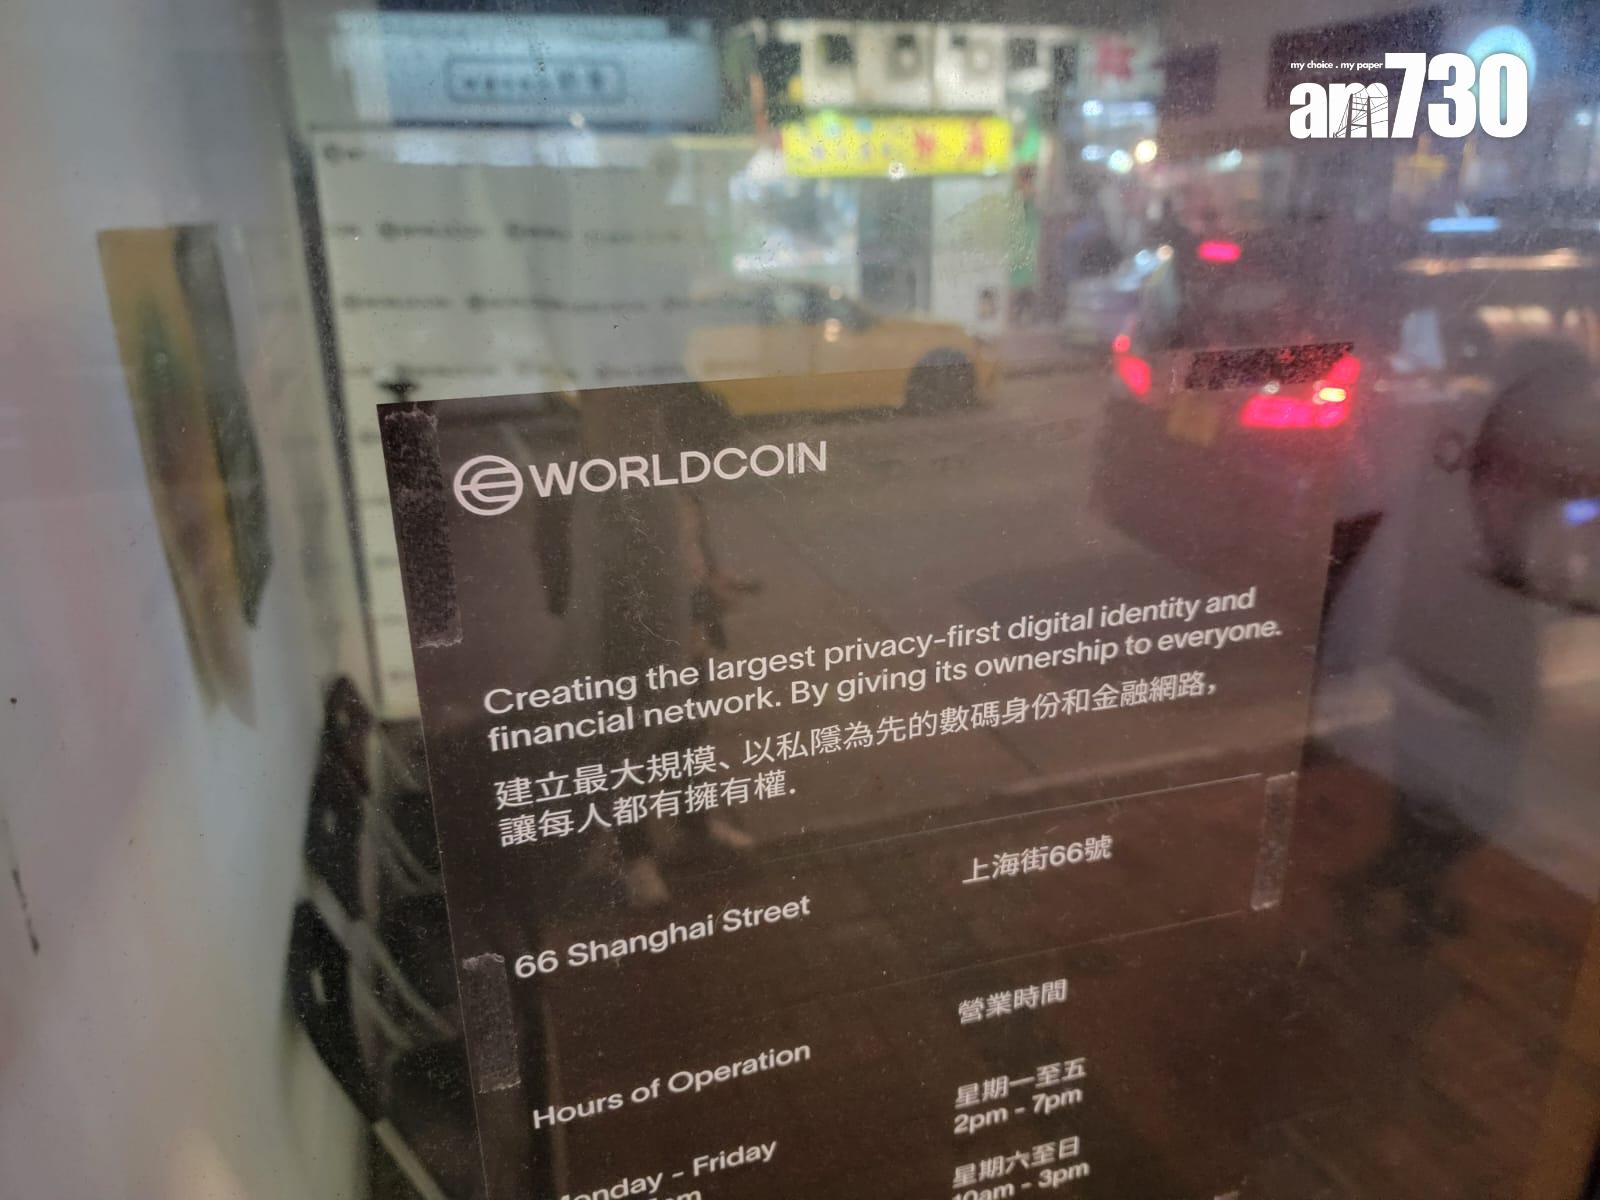 my choice . my paper
am730
WORLDCOIN
Creating the largest privacy-first digital identity and
financial network. By giving its ownership to everyone.
建立最大規模、以私隱為先的數碼身份和金融網路，
讓每人都有擁有權.
上海街66號
66 Shanghai Street
營業時間
Hours of Operation
星期一至五
2pm - 7pm
Monday - Friday
星期六至日
10am - 3pm